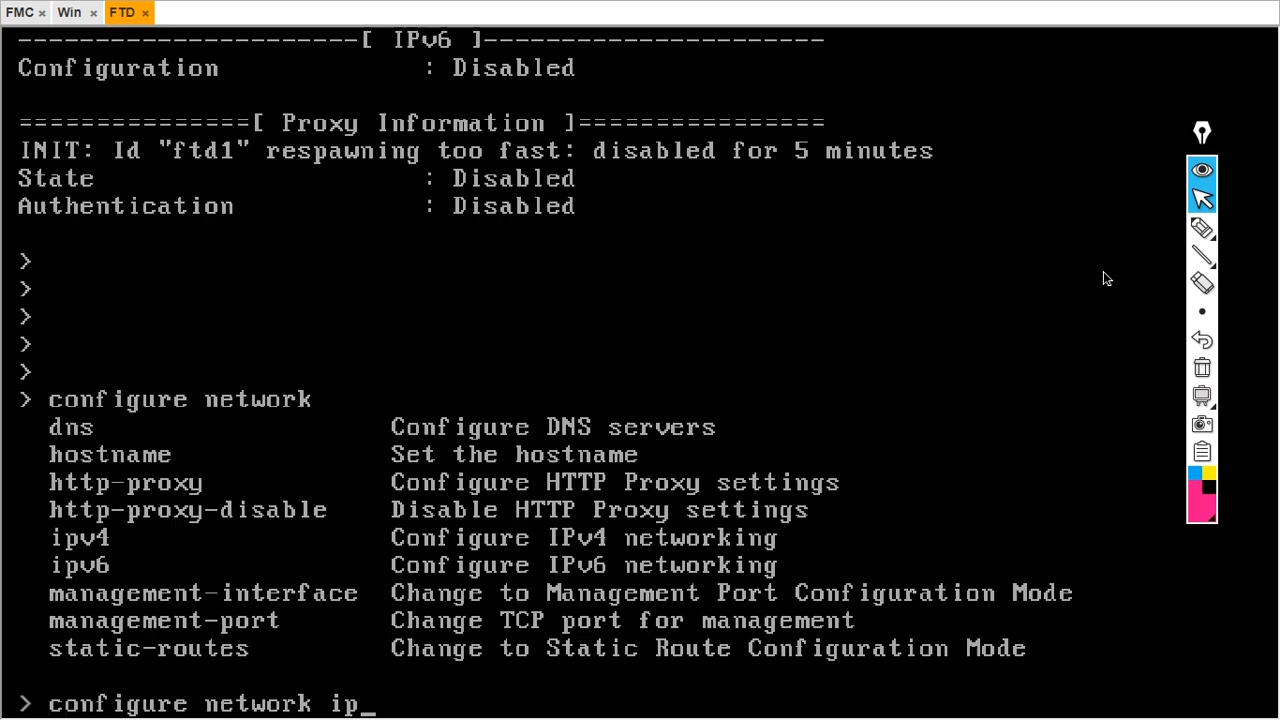 FMC × Win × FTD ×
----------------------[ IPv6 ]----------------------
Configuration : Disabled
===============[ Proxy Information ]================
INIT: Id "ftd1" respawning too fast: disabled for 5 minutes
State : Disabled
Authentication : Disabled
>
>
>
>
>
> configure network
dns Configure DNS servers
hostname Set the hostname
http-proxy Configure HTTP Proxy settings
http-proxy-disable Disable HTTP Proxy settings
ipv4 Configure IPv4 networking
ipv6 Configure IPv6 networking
management-interface Change to Management Port Configuration Mode
management-port Change TCP port for management
static-routes Change to Static Route Configuration Mode
> configure network ip_